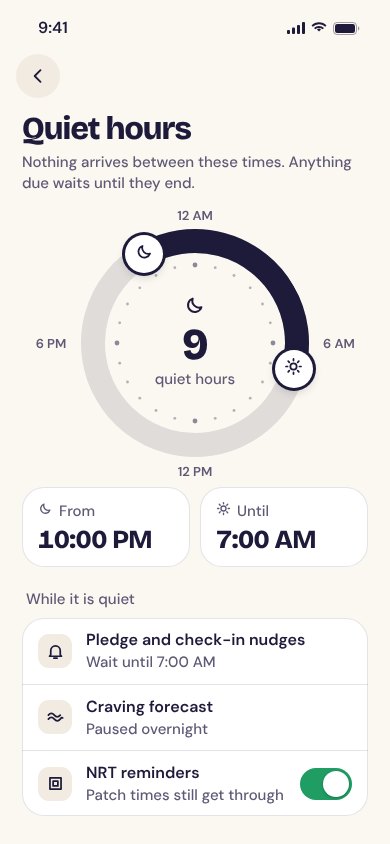 9:41
Quiet hours
Nothing arrives between these times. Anything
due waits until they end.
12 AM
6 PM
9
quiet hours
6 AM
12 PM
From
10:00 PM
Until
7:00 AM
While it is quiet
Pledge and check-in nudges
Wait until 7:00 AM
Craving forecast
Paused overnight
NRT reminders
Patch times still get through